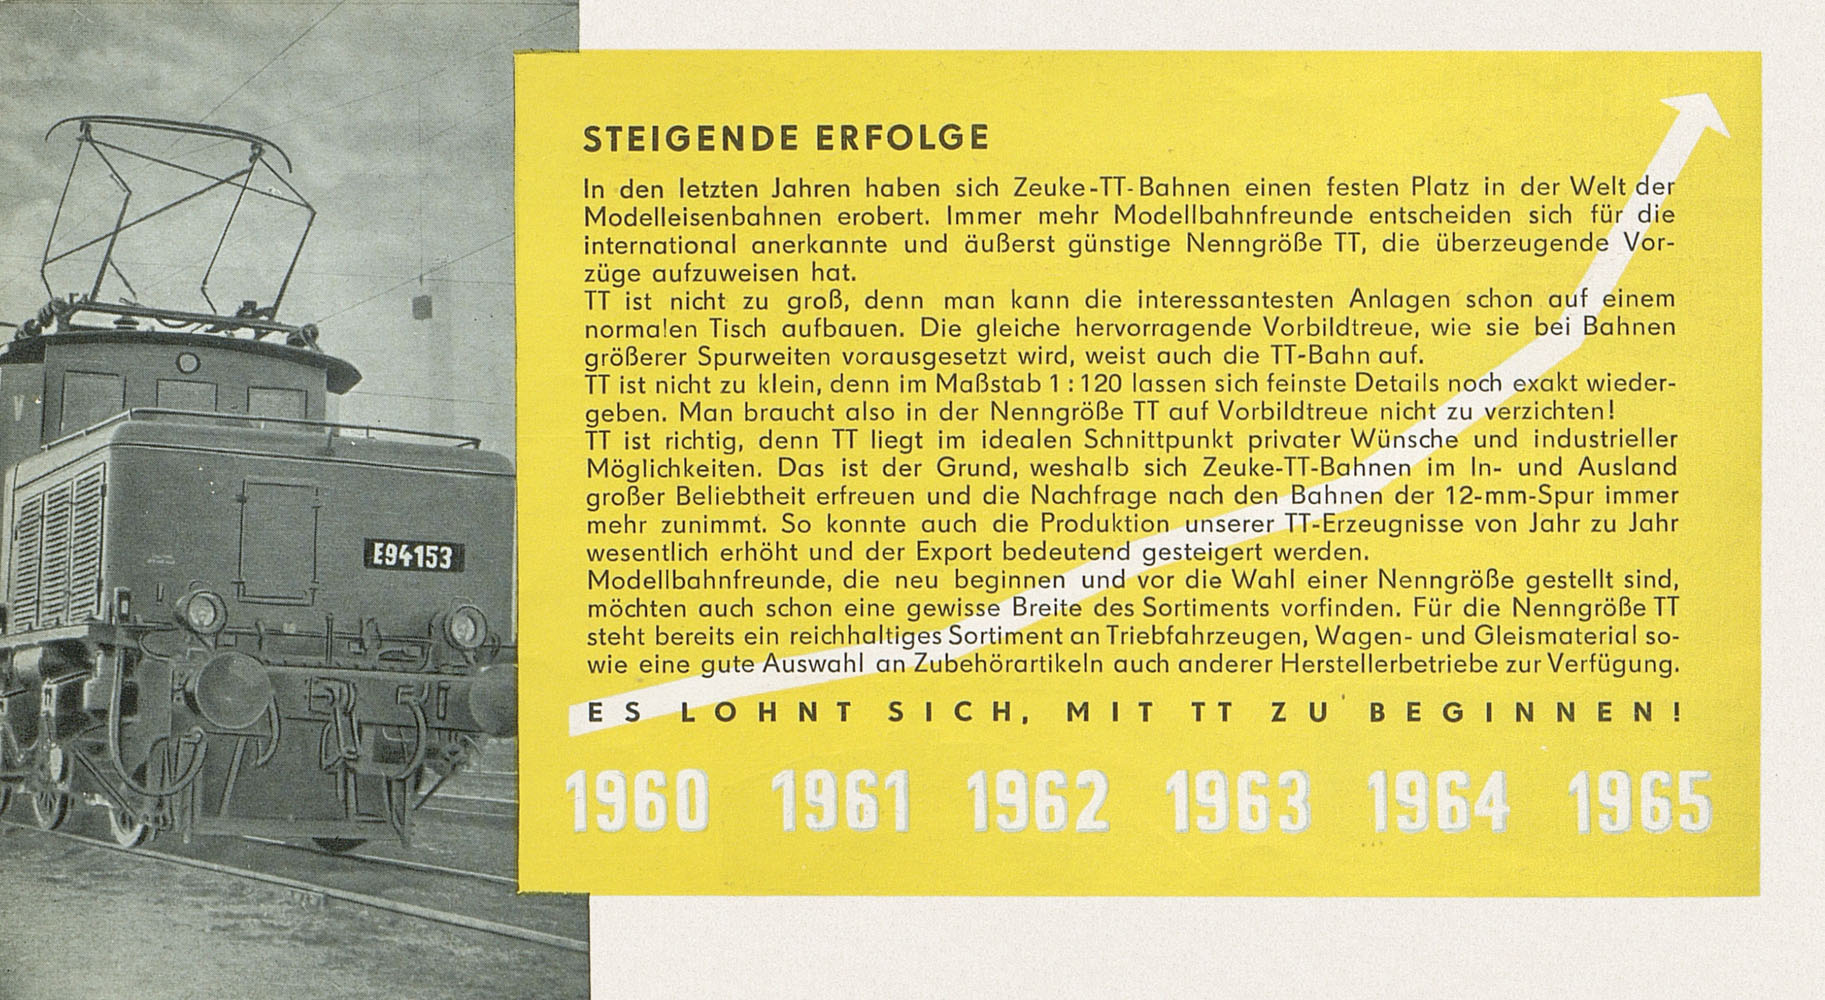 STEIGENDE ERFOLGE
In den letzten Jahren haben sich Zeuke-TT-Bahnen einen festen Platz in der Welt der
Modelleisenbahnen erobert. Immer mehr Modellbahnfreunde entscheiden sich für die
international anerkannte und äußerst günstige Nenngröße TT, die überzeugende Vor-
züge aufzuweisen hat.
TT ist nicht zu groß, denn man kann die interessantesten Anlagen schon auf einem
normalen Tisch aufbauen. Die gleiche hervorragende Vorbildtreue, wie sie bei Bahnen
größerer Spurweiten vorausgesetzt wird, weist auch die TT-Bahn auf.
TT ist nicht zu klein, denn im Maßstab 1 : 120 lassen sich feinste Details noch exakt wieder-
geben. Man braucht also in der Nenngröße TT auf Vorbildtreue nicht zu verzichten!
TT ist richtig, denn TT liegt im idealen Schnittpunkt privater Wünsche und industrieller
Möglichkeiten. Das ist der Grund, weshalb sich Zeuke-TT-Bahnen im In- und Ausland
großer Beliebtheit erfreuen und die Nachfrage nach den Bahnen der 12-mm-Spur immer
mehr zunimmt. So konnte auch die Produktion unserer TT-Erzeugnisse von Jahr zu Jahr
wesentlich erhöht und der Export bedeutend gesteigert werden.
Modellbahnfreunde, die neu beginnen und vor die Wahl einer Nenngröße gestellt sind,
möchten auch schon eine gewisse Breite des Sortiments vorfinden. Für die Nenngröße TT
steht bereits ein reichhaltiges Sortiment an Triebfahrzeugen, Wagen- und Gleismaterial so-
wie eine gute Auswahl an Zubehörartikeln auch anderer Herstellerbetriebe zur Verfügung.
ES LOHNT SICH, MIT TT ZU BEGINNEN!
1960 1961 1962 1963 1964 1965
E94153
V